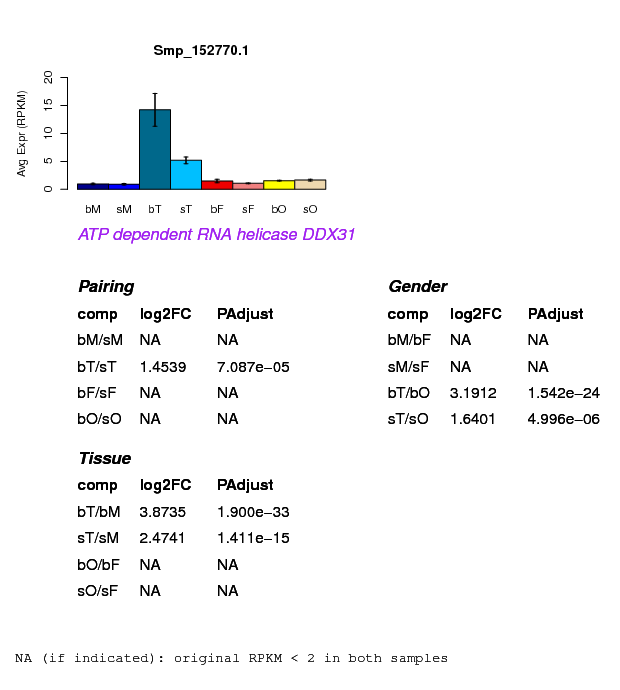 Smp_152770.1
Avg Expr (RPKM)
20
15
10
5
0
bM sM bT sT bF sF bO sO
ATP dependent RNA helicase DDX31
Pairing
comp log2FC PAdjust
bM/sM NA NA
bT/sT 1.4539 7.087e−05
bF/sF NA NA
bO/sO NA NA
Gender
comp log2FC PAdjust
bM/bF NA NA
sM/sF NA NA
bT/bO 3.1912 1.542e−24
sT/sO 1.6401 4.996e−06
Tissue
comp log2FC PAdjust
bT/bM 3.8735 1.900e−33
sT/sM 2.4741 1.411e−15
bO/bF NA NA
sO/sF NA NA
NA (if indicated): original RPKM < 2 in both samples